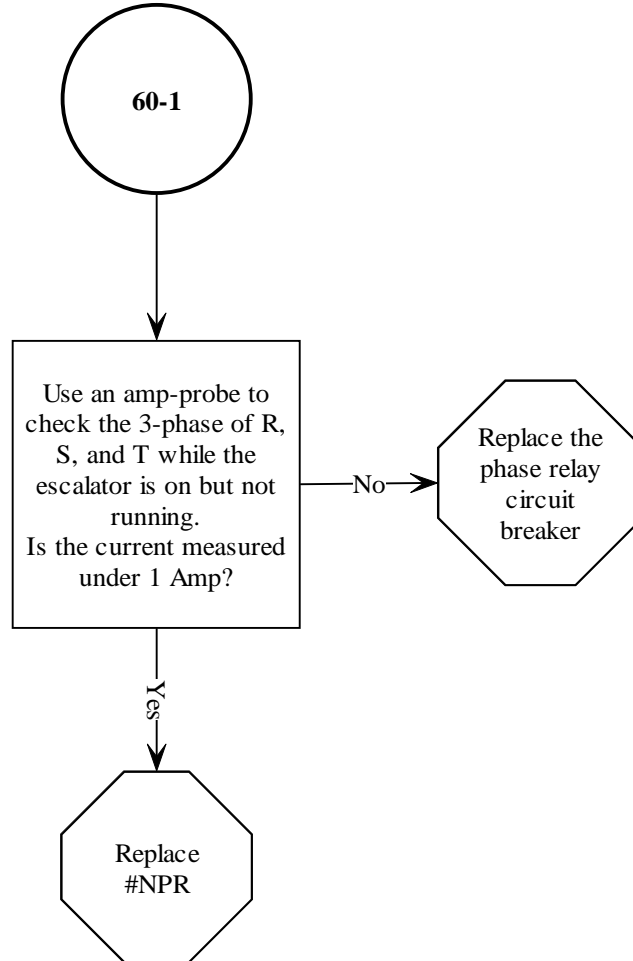 60-1
Use an amp-probe to
check the 3-phase of R,
S, and T while the
escalator is on but not
running.
Is the current measured
under 1 Amp?
No
Replace the
phase relay
circuit
breaker
Yes
Replace
#NPR